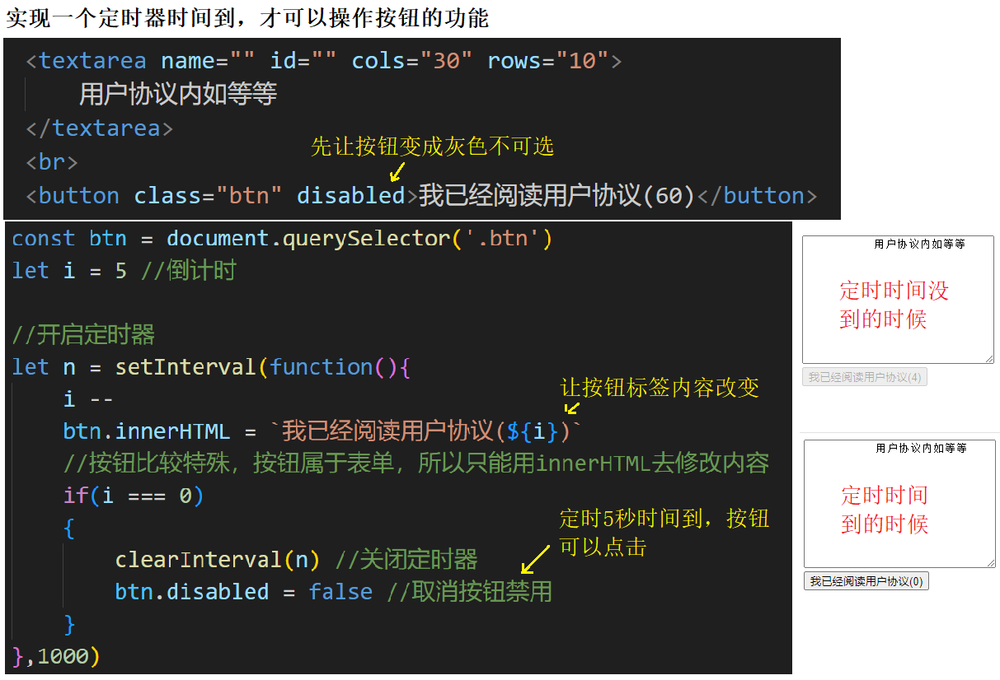 实现一个定时器时间到，才可以操作按钮的功能
<textarea name="" id="" cols="30" rows="10">
用户协议内如等等
</textarea>
先让按钮变成灰色不可选
<br>
<button class="btn" disabled>我已经阅读用户协议(60)</button>
const btn = document.querySelector('.btn')
let i = 5 //倒计时
//开启定时器
let n = setInterval(function(){
i --
让按钮标签内容改变
btn.innerHTML = `我已经阅读用户协议(${i})`
//按钮比较特殊，按钮属于表单，所以只能用innerHTML去修改内容
if(i === 0)
{
定时5秒时间到，按钮
可以点击
clearInterval(n) //关闭定时器
btn.disabled = false //取消按钮禁用
}
},1000)
用户协议内如等等
定时时间没
到的时候
我已经阅读用户协议(4)
用户协议内如等等
定时时间
到的时候
我已经阅读用户协议(0)